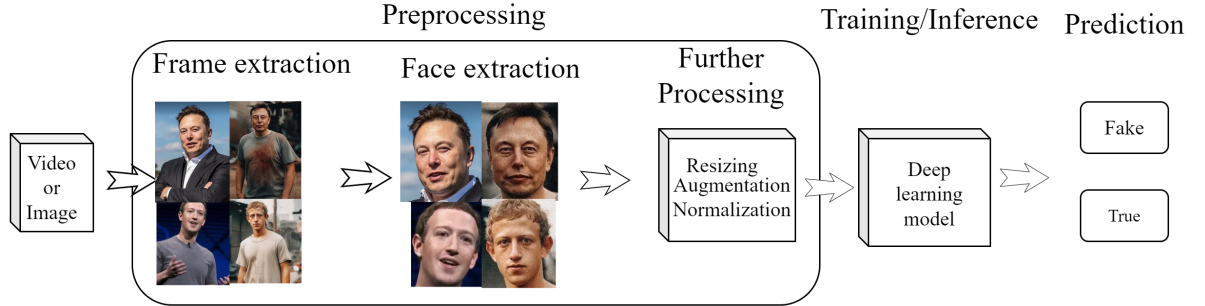 Preprocessing
Training/Inference
Prediction
Frame extraction
Face extraction
Further
Processing
Video
or
Image
Resizing
Augmentation
Normalization
Deep
learning
model
Fake
True